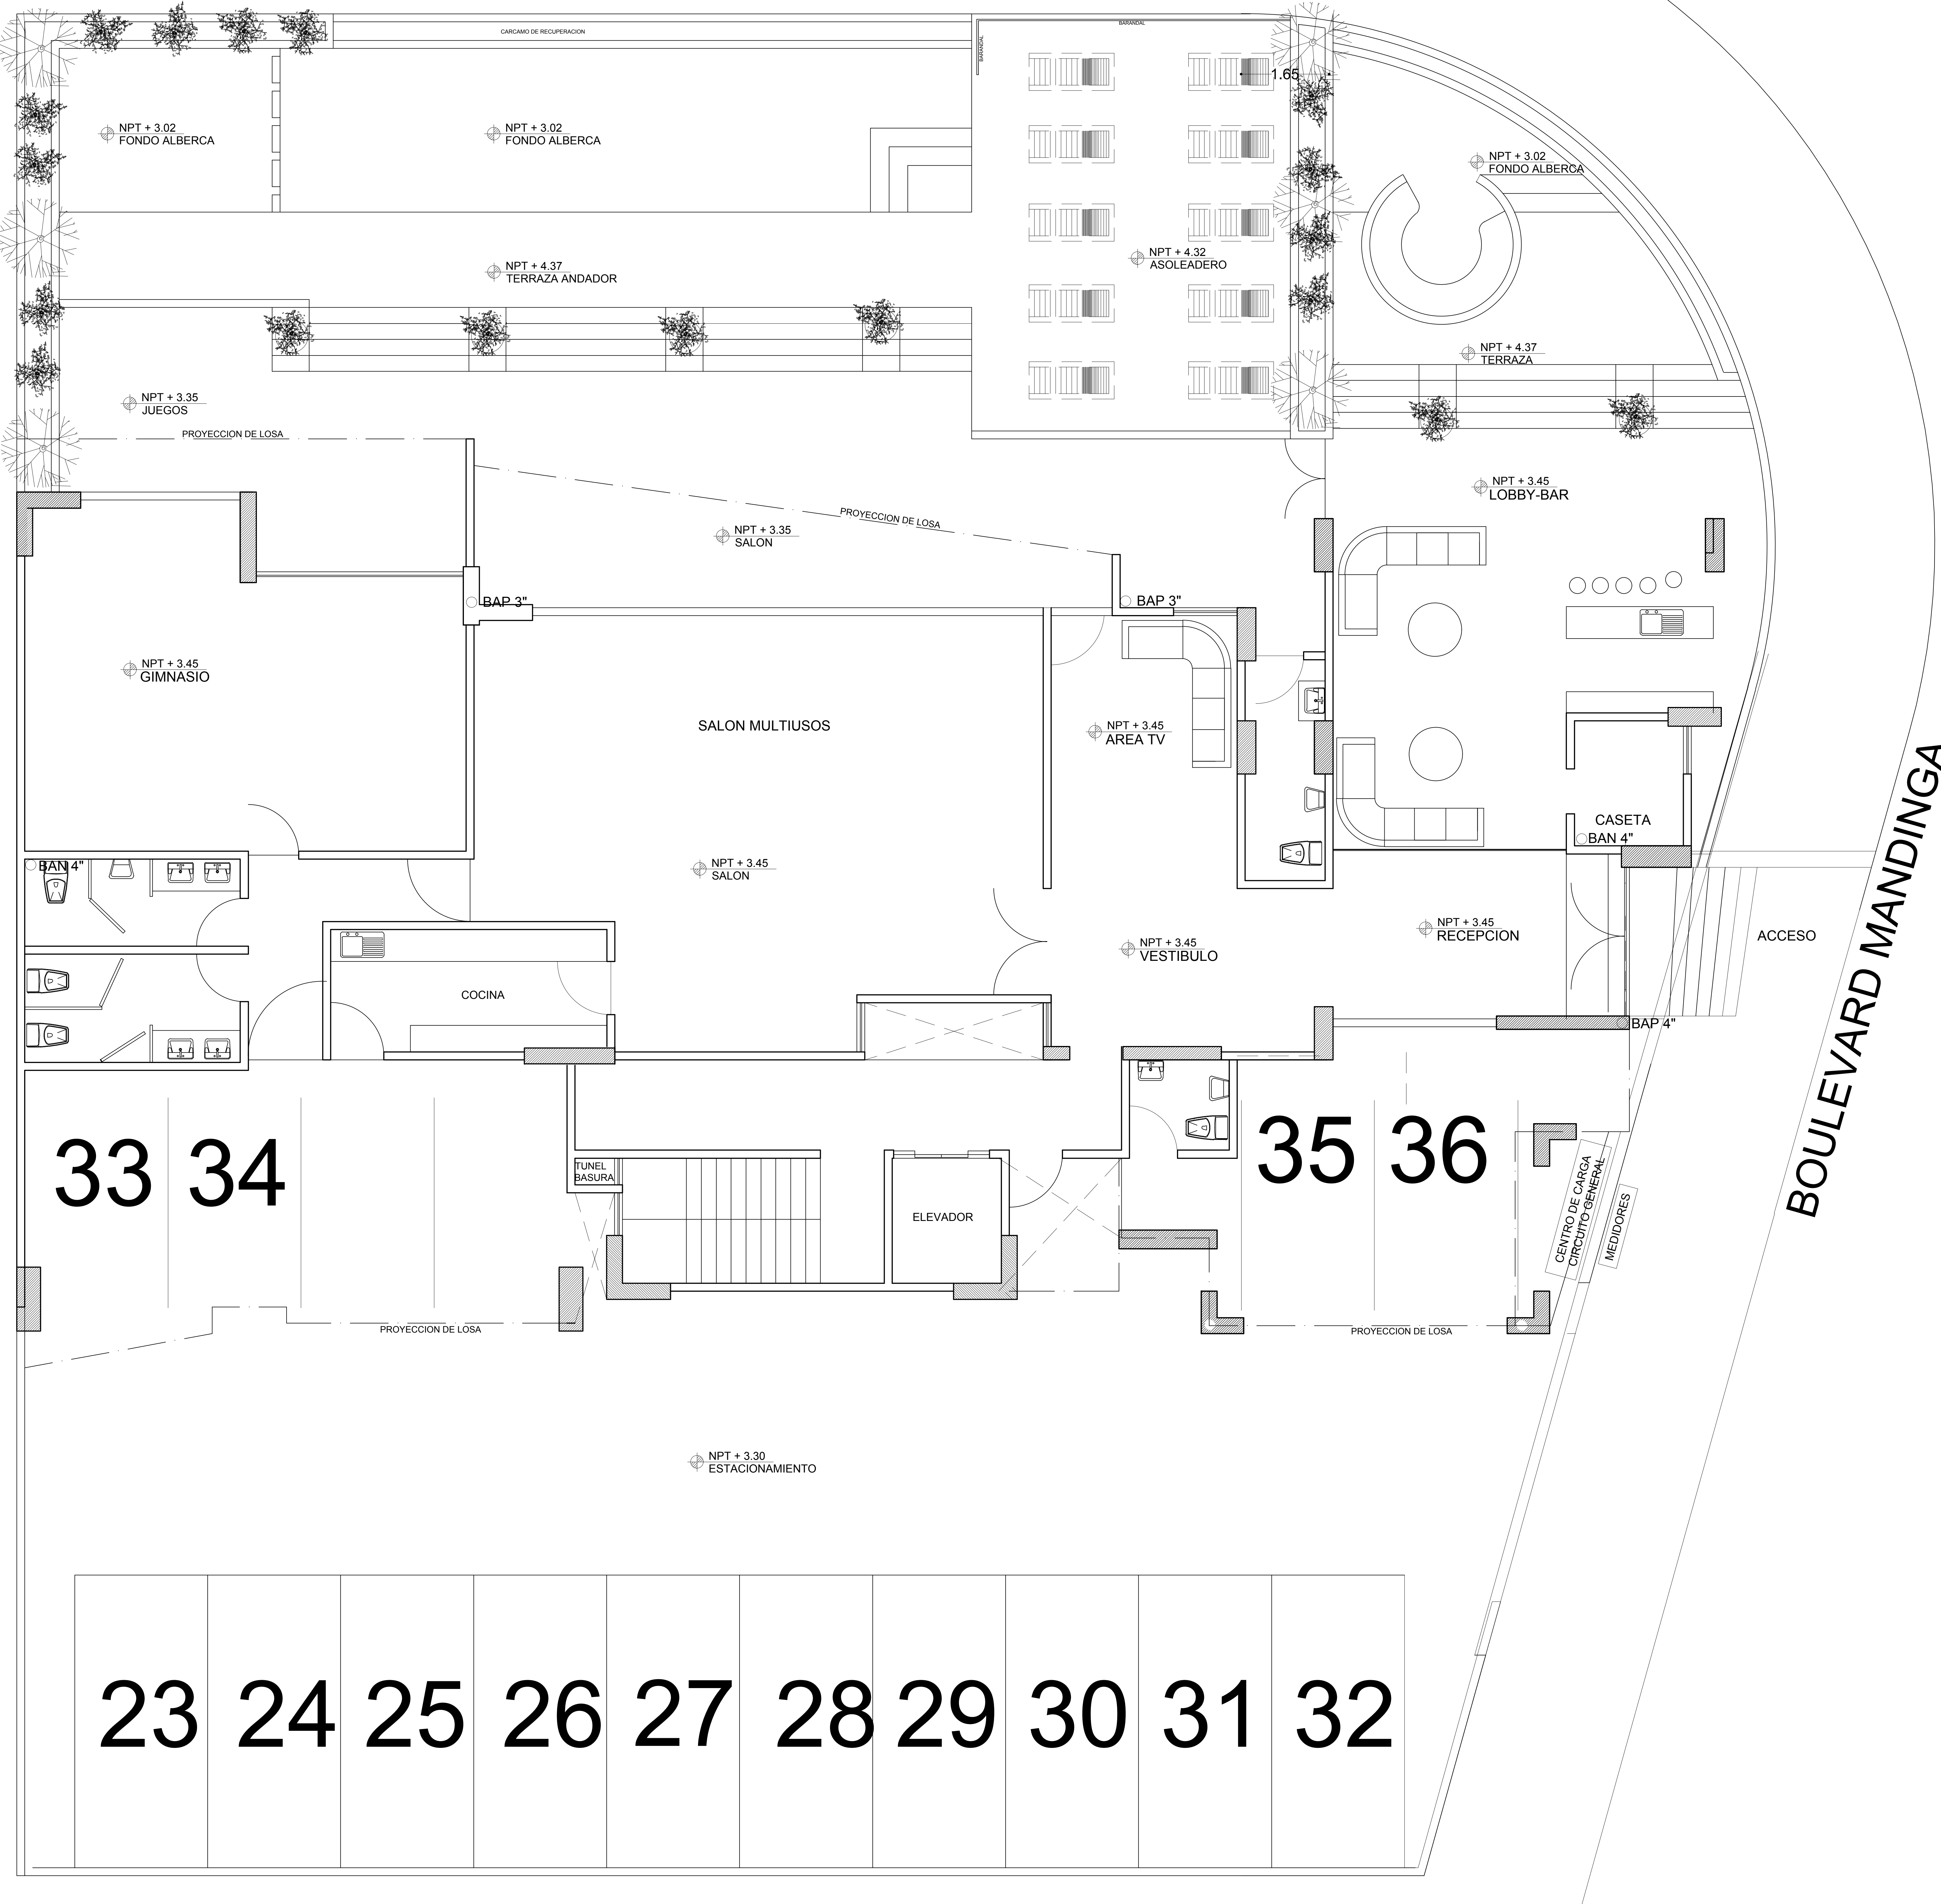 BARANDAL
CARCAMO DE RECUPERACION
BARANDAL
1.65
NPT + 3.02
FONDO ALBERCA
NPT + 3.02
FONDO ALBERCA
NPT + 3.02
FONDO ALBERCA
NPT + 4.32
ASOLEADERO
NPT + 4.37
TERRAZA ANDADOR
NPT + 4.37
TERRAZA
NPT + 3.35
JUEGOS
PROYECCION DE LOSA
NPT + 3.45
LOBBY-BAR
PROYECCION DE LOSA
NPT + 3.35
SALON
BAP 3"
BAP 3"
NPT + 3.45
GIMNASIO
SALON MULTIUSOS
NPT + 3.45
AREA TV
CASETA
BAN 4"
BAN 4"
NPT + 3.45
SALON
NPT + 3.45
RECEPCION
ACCESO
NPT + 3.45
VESTIBULO
COCINA
BAP 4"
BOULEVARD MANDINGA
33
34
35
36
TUNEL
BASURA
ELEVADOR
CENTRO DE CARGA
CIRCUITO GENERAL
MEDIDORES
PROYECCION DE LOSA
PROYECCION DE LOSA
NPT + 3.30
ESTACIONAMIENTO
23
24
25
26
27
28
29
30
31
32